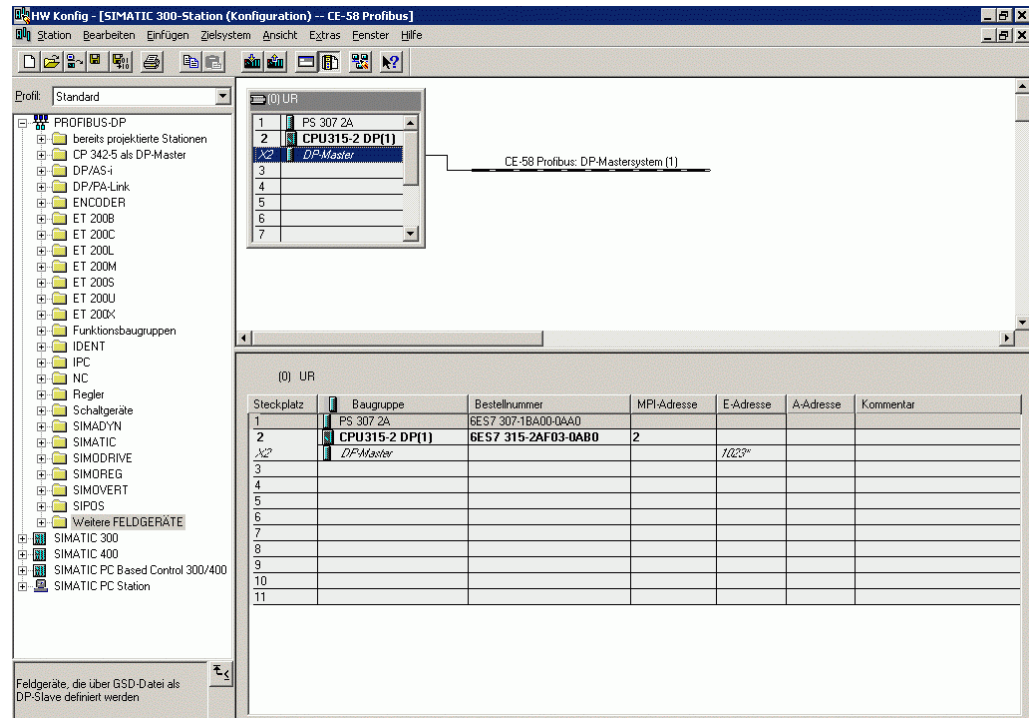 HW Konfig - [SIMATIC 300-Station (Konfiguration) -- CE-58 Profibus]
Station Bearbeiten Einfügen Zielsystem Ansicht Extras Fenster Hilfe
Profil: Standard
PROFIBUS-DP
bereits projektierte Stationen
CP 342-5 als DP-Master
DP/AS-i
DP/PA-Link
ENCODER
ET 200B
ET 200C
ET 200L
ET 200M
ET 200S
ET 200U
ET 200X
Funktionsbaugruppen
IDENT
IPC
NC
Regler
Schaltgeräte
SIMADYN
SIMATIC
SIMODRIVE
SIMOREG
SIMOVERT
SIPOS
Weitere FELDGERÄTE
SIMATIC 300
SIMATIC 400
SIMATIC PC Based Control 300/400
SIMATIC PC Station
Feldgeräte, die über GSD-Datei als
DP-Slave definiert werden
(0) UR
1 PS 307 2A
2 CPU315-2 DP(1)
X2 DP-Master
3
4
5
6
7
CE-58 Profibus: DP-Mastersystem (1)
(0) UR
Steckplatz Baugruppe Bestellnummer MPI-Adresse E-Adresse A-Adresse Kommentar
1 PS 307 2A 6ES7 307-1BA00-0AA0
2 CPU315-2 DP(1) 6ES7 315-2AF03-0AB0 2
X2 DP-Master 1023*
3
4
5
6
7
8
9
10
11